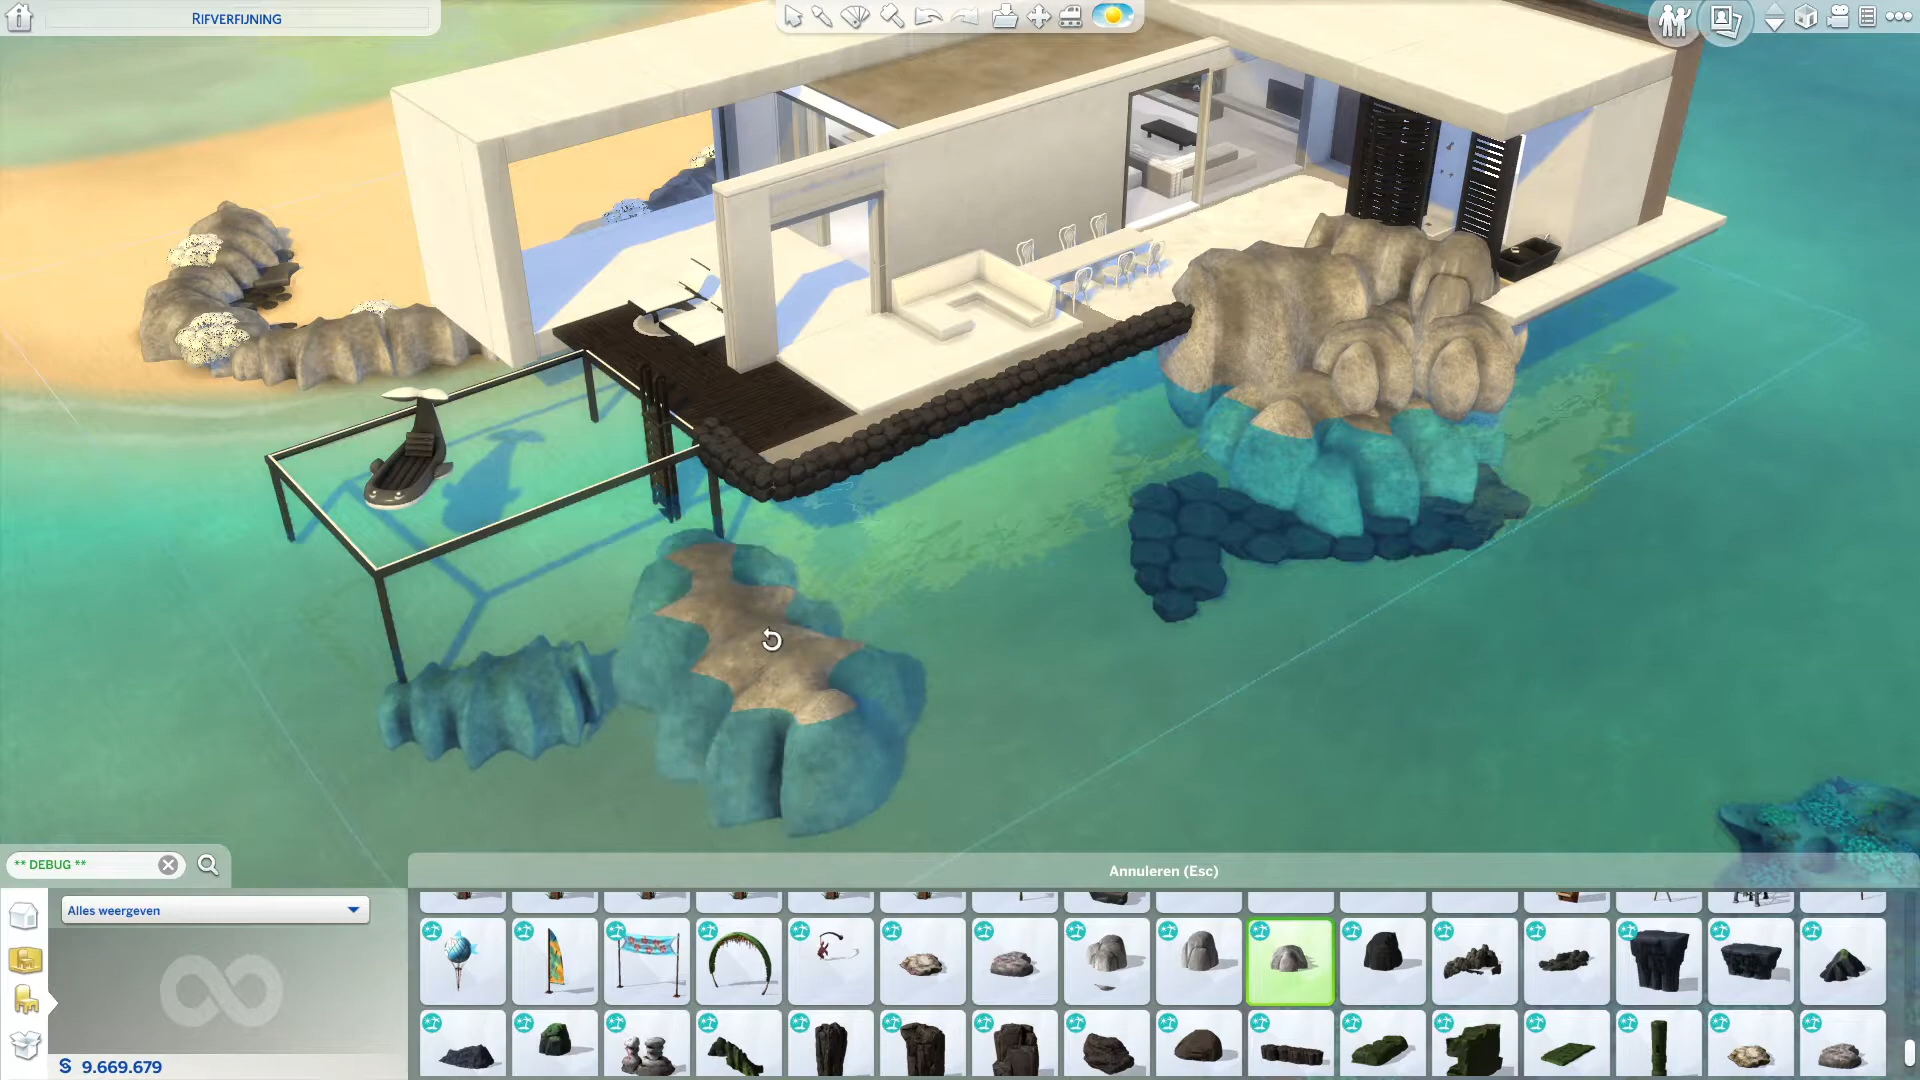 RIFVERFIJNING
** DEBUG **
Annuleren (Esc)
Alles weergeven
9.669.679